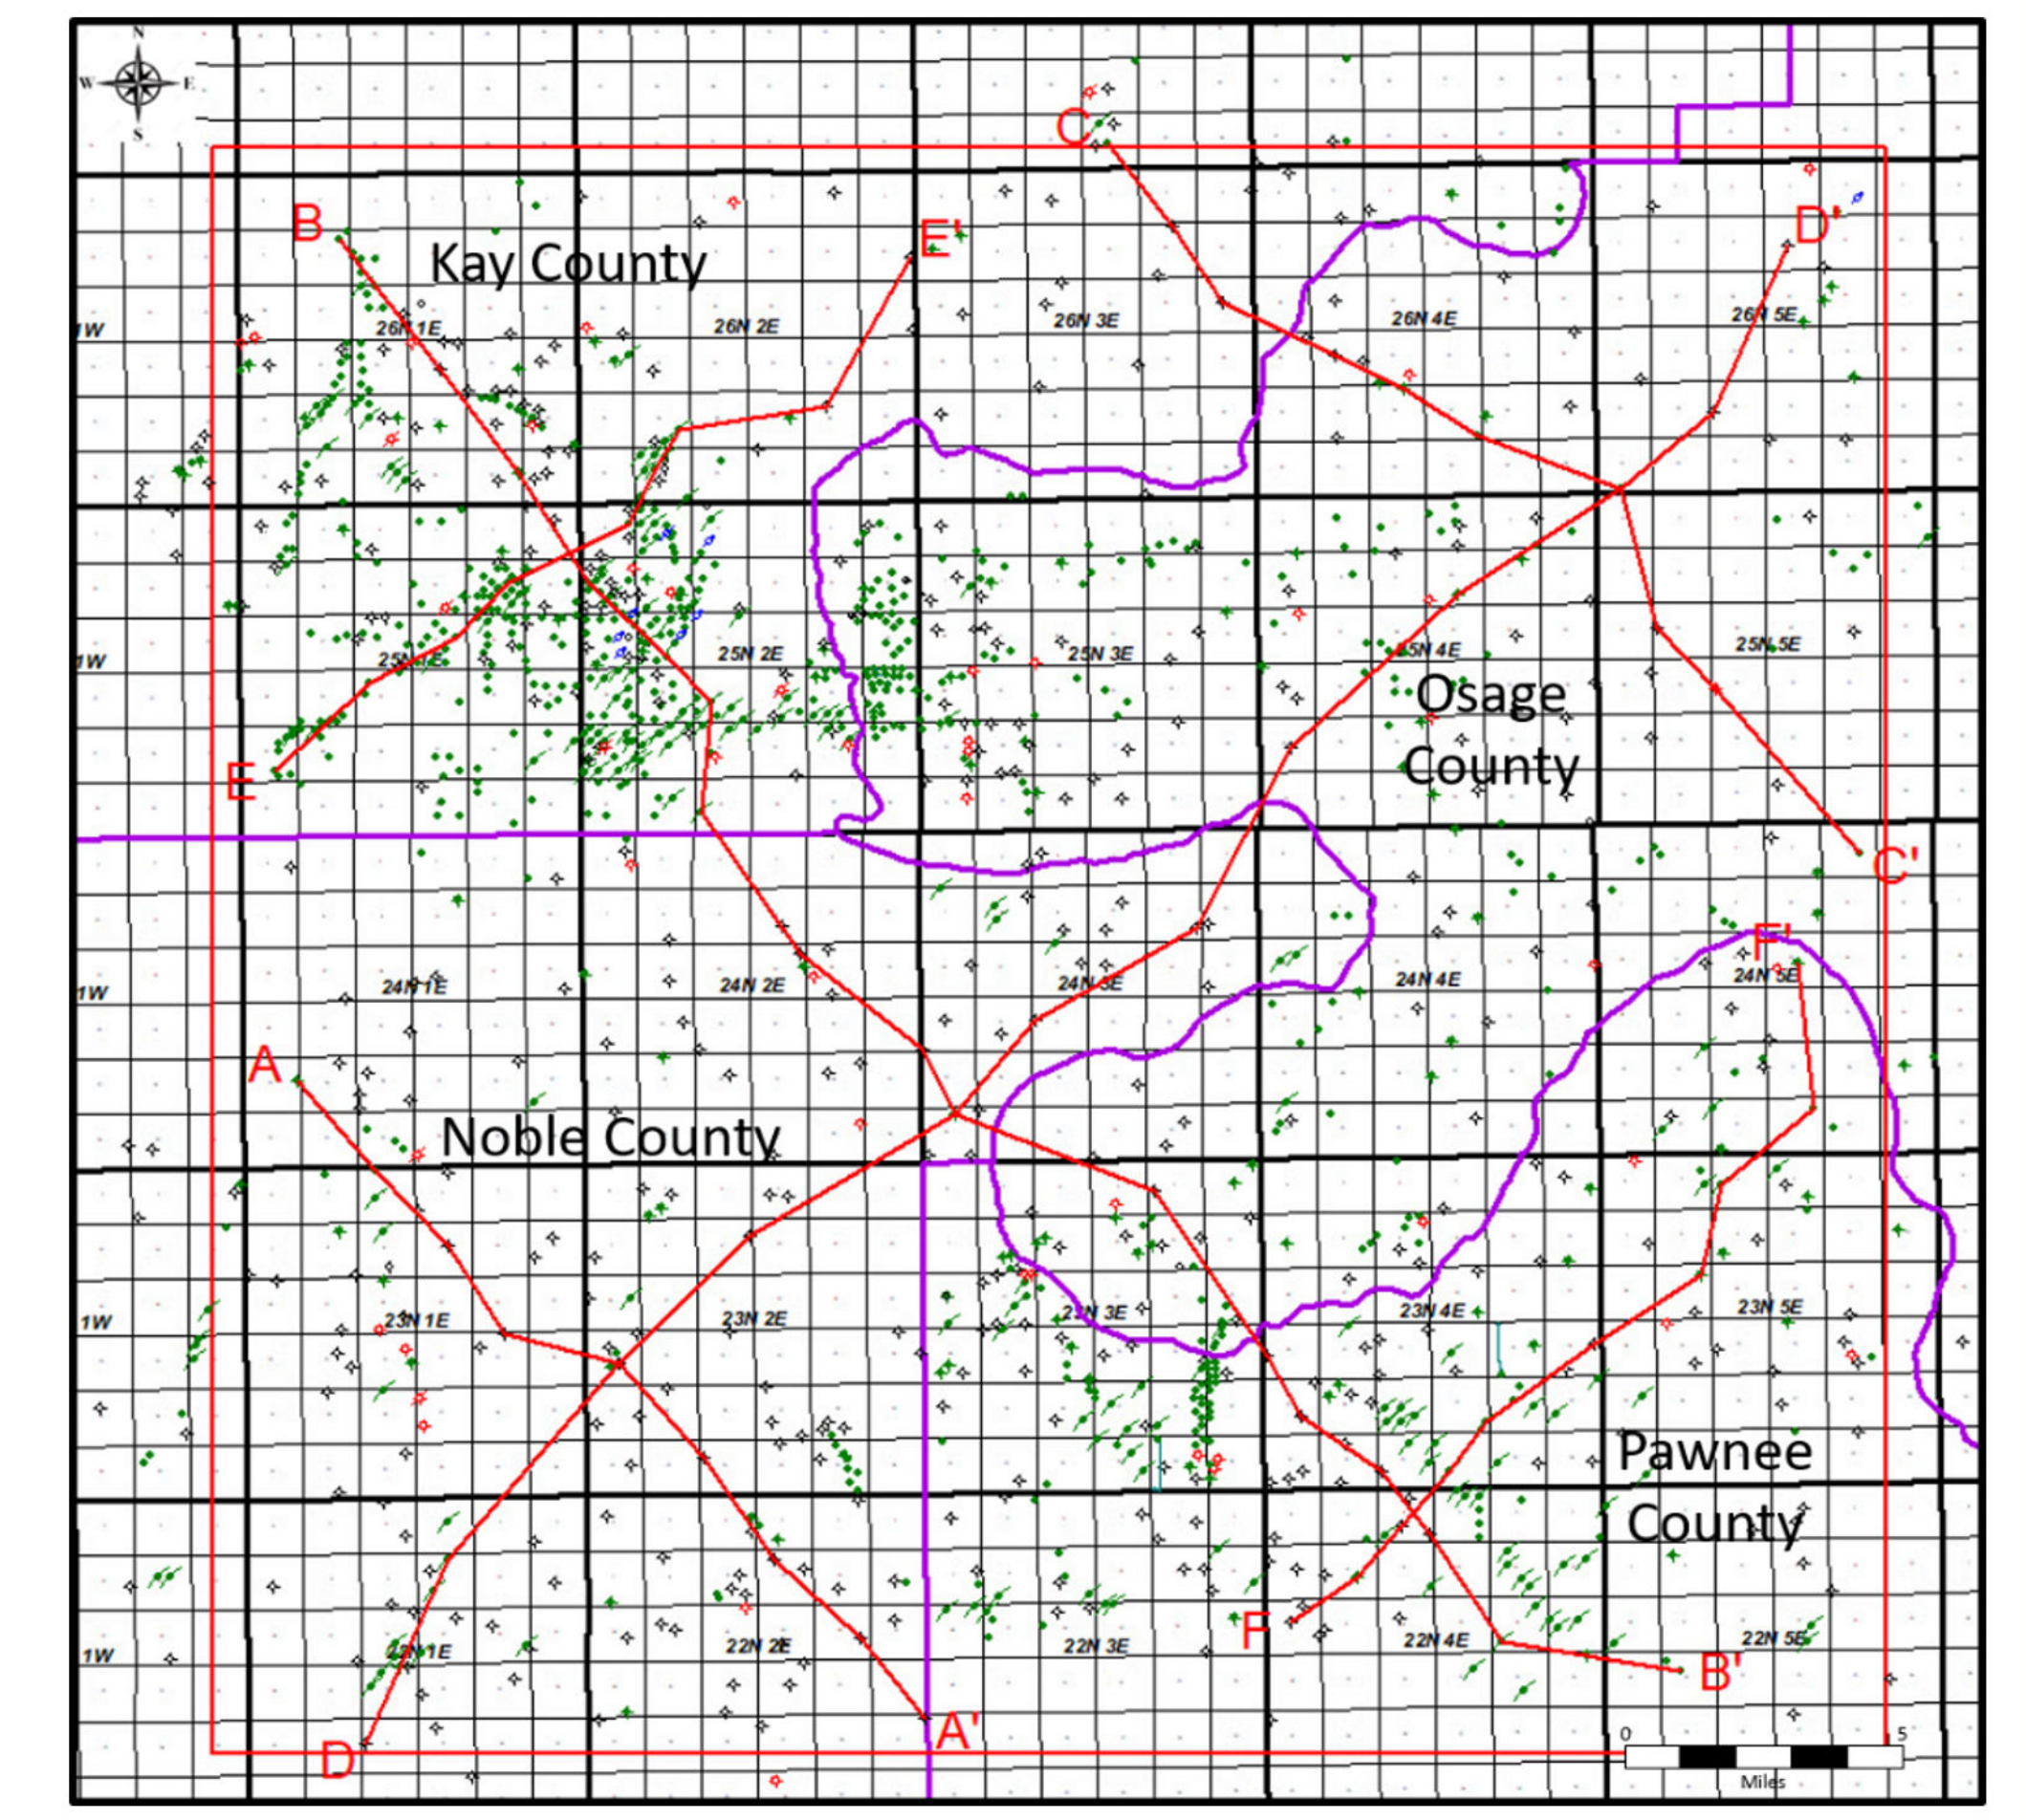 N
W E
S
C
B
E'
D'
Kay County
26N 1E
26N 2E
26N 3E
26N 4E
26N 5E
1W
25N 1E
25N 2E
25N 3E
25N 4E
25N 5E
1W
Osage
County
E
C'
F'
24N 1E
24N 2E
24N 3E
24N 4E
24N 5E
1W
A
Noble County
23N 1E
23N 2E
23N 3E
23N 4E
23N 5E
1W
Pawnee
County
F
22N 1E
22N 2E
22N 3E
22N 4E
22N 5E
1W
B'
A'
D
0 5
Miles